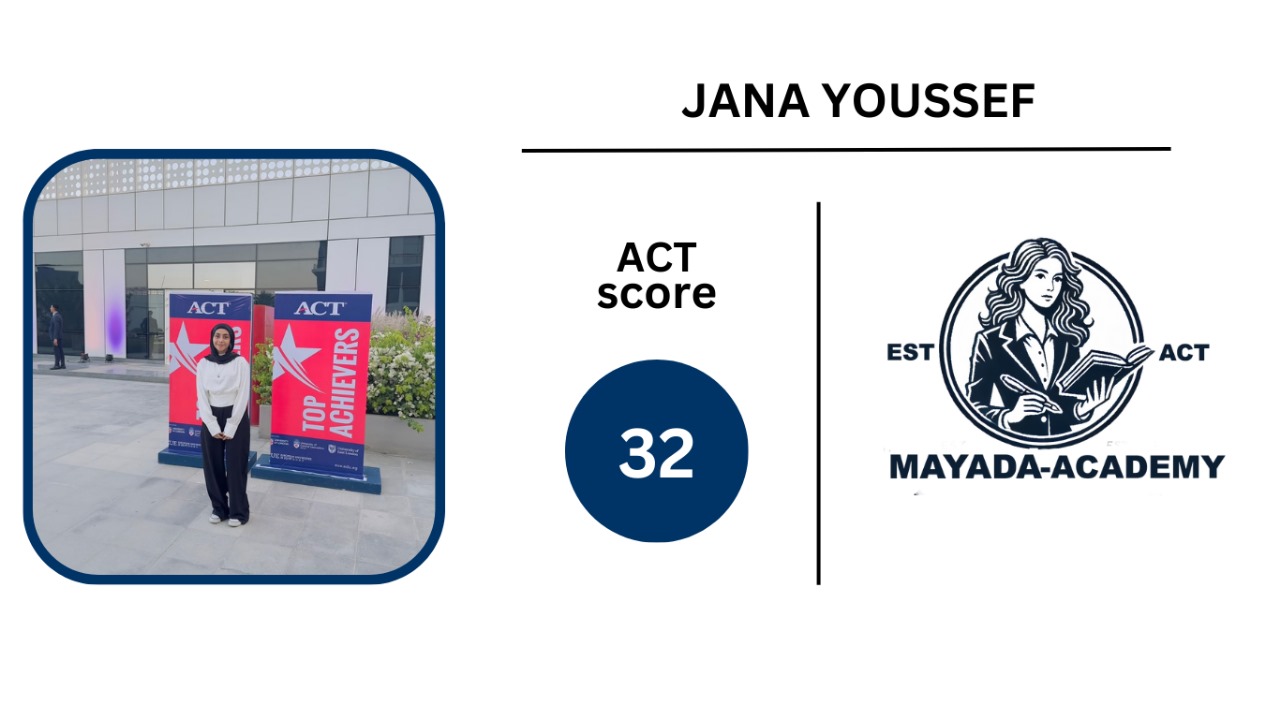 JANA YOUSSEF
ACT
score
32
EST
ACT
MAYADA-ACADEMY
ACT
ACT
TOP
ACHIEVERS